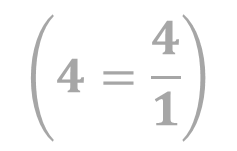 (4 = 4/1)